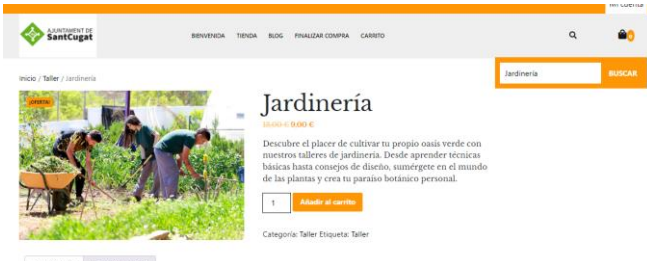 Mi cuenta
AJUNTAMENT DE
SantCugat
BIENVENIDA TIENDA BLOG FINALIZAR COMPRA CARRITO
0
Jardinería BUSCAR
Inicio / Taller / Jardinería
¡OFERTA!
Jardinería
9.00 €
Descubre el placer de cultivar tu propio oasis verde con
nuestros talleres de jardinería. Desde aprender técnicas
básicas hasta consejos de diseño, sumérgete en el mundo
de las plantas y crea tu paraíso botánico personal.
1 Añadir al carrito
Categoría: Taller Etiqueta: Taller